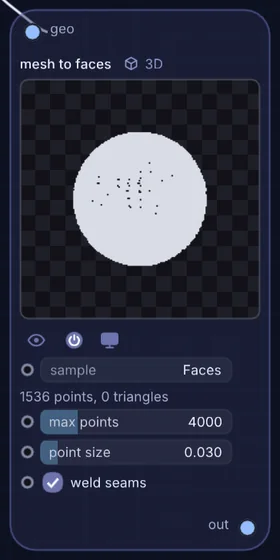 geo
mesh to faces 3D
sample Faces
1536 points, 0 triangles
max points 4000
point size 0.030
weld seams
out